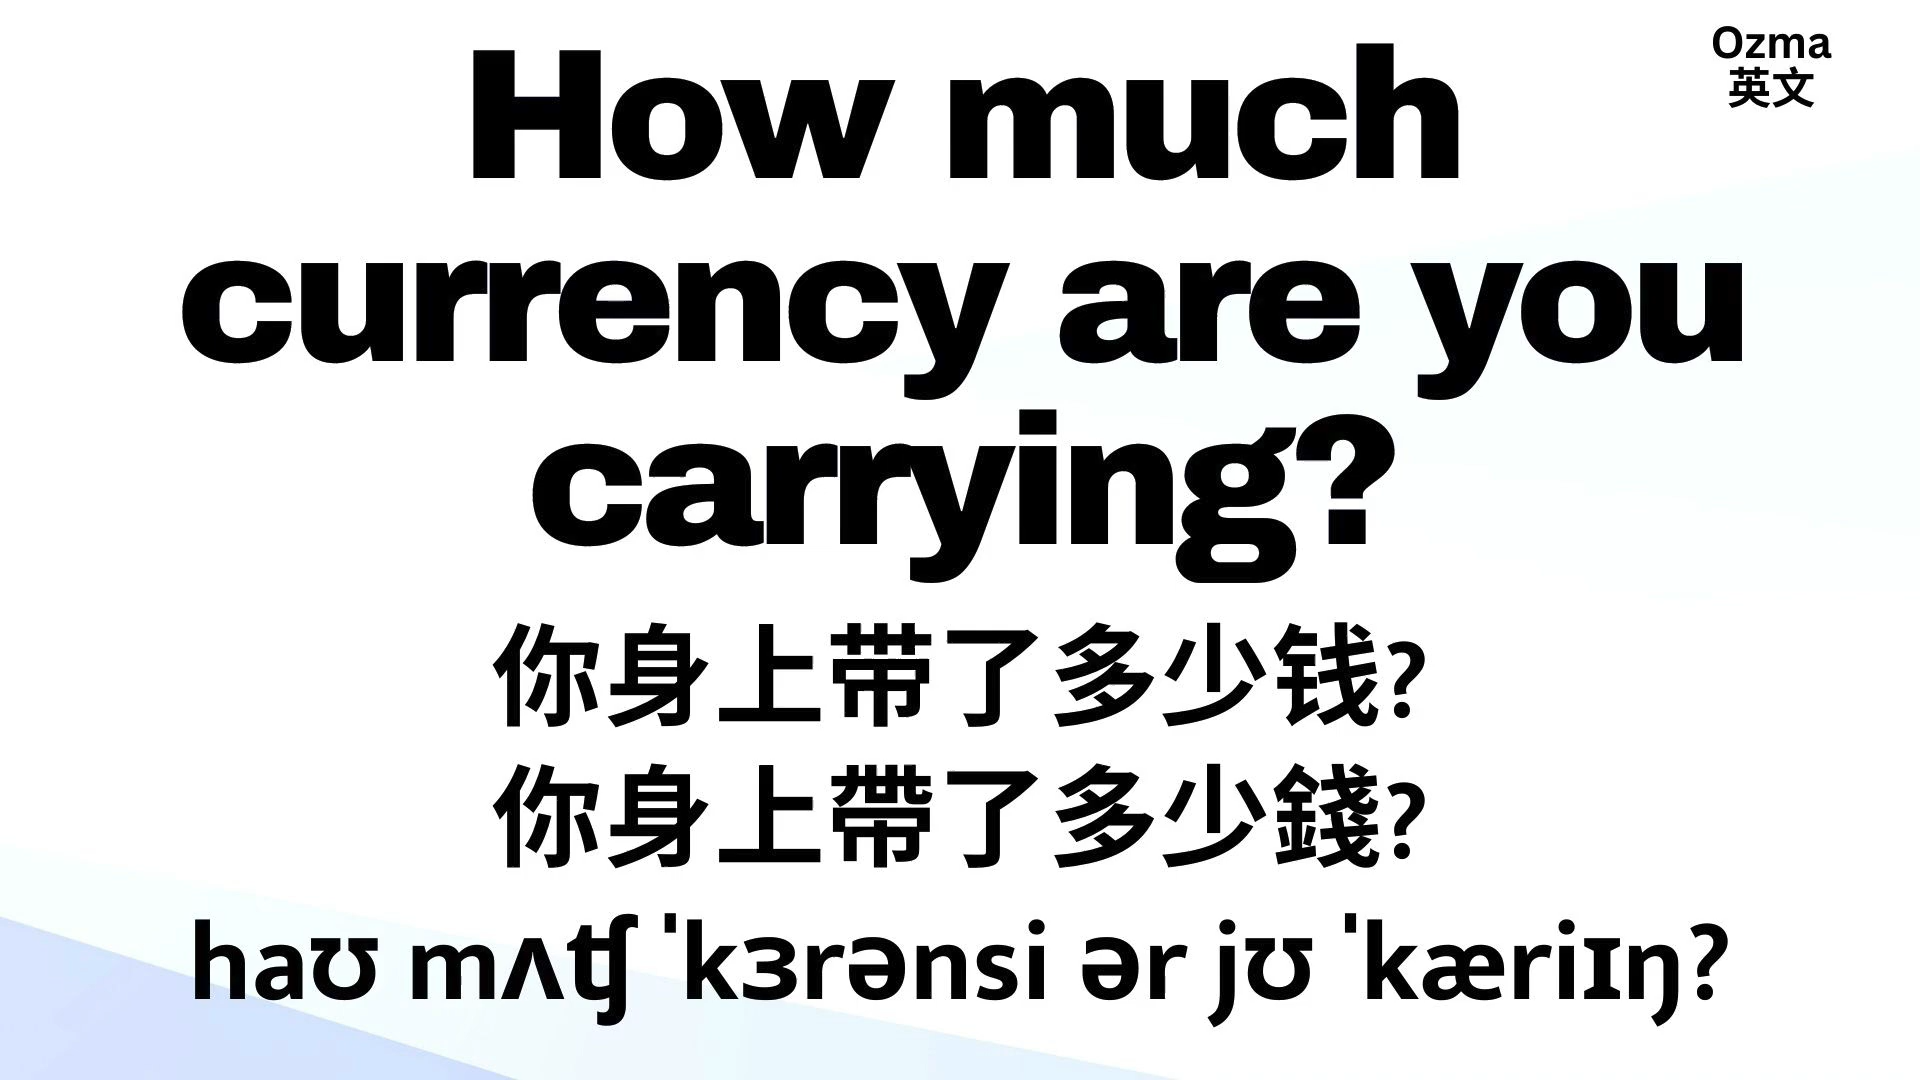 Ozma
英文
How much
currency are you
carrying?
你身上带了多少钱?
你身上帶了多少錢?
haʊ mʌʧ ˈkɜrənsi ər jʊ ˈkæriɪŋ?